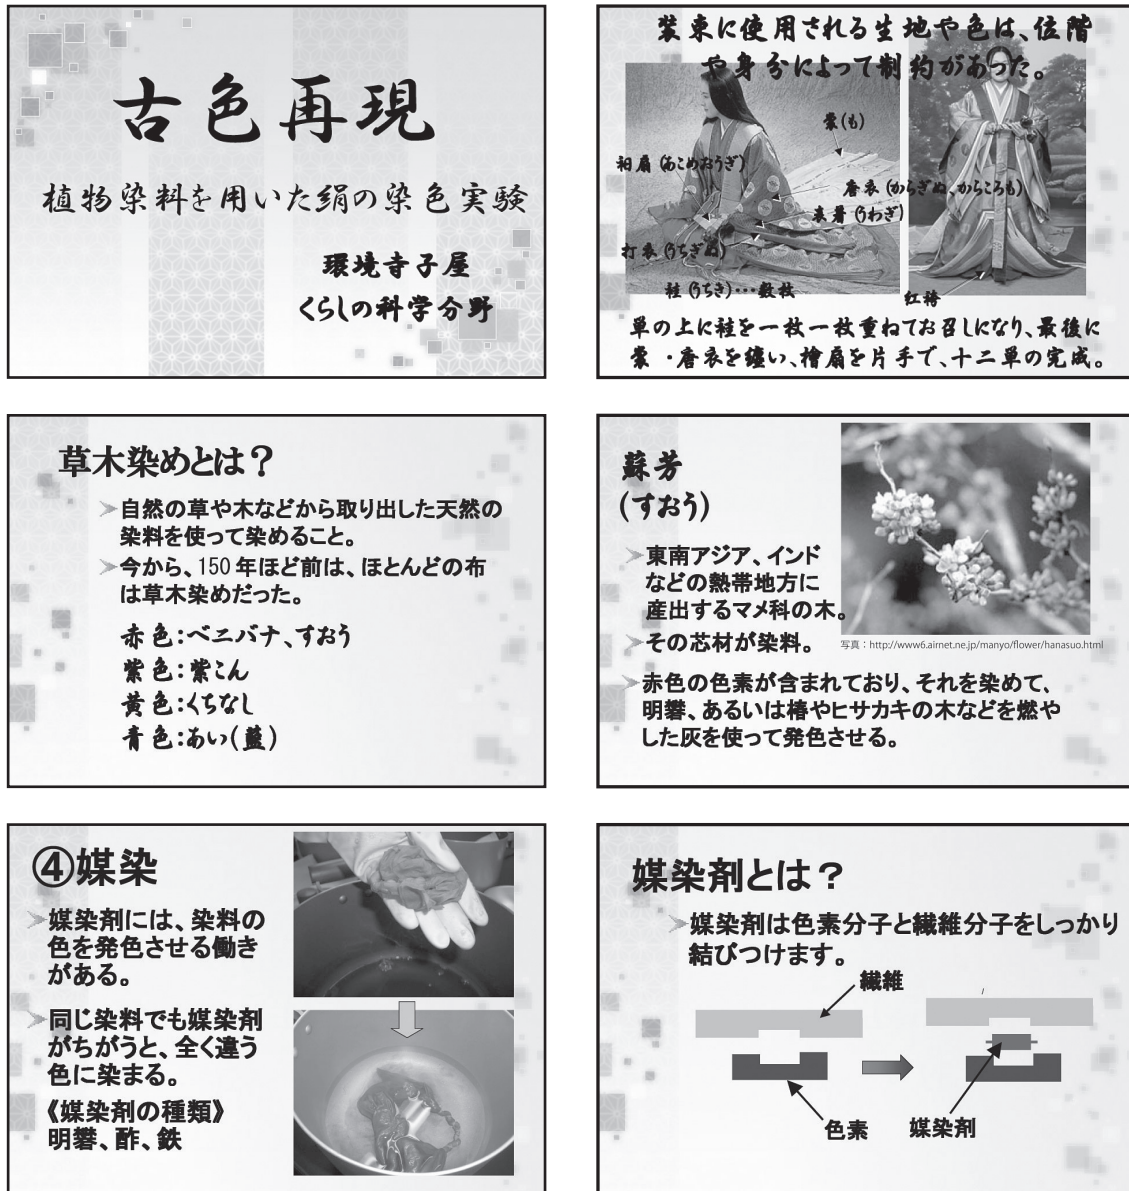 古色再現
植物染料を用いた絹の染色実験
環境寺子屋
くらしの科学分野
装束に使用される生地や色は、位階
や身分によって制約があった。
裳(も)
衵扇(あこめおうぎ)
唐衣(からぎぬ、からころも)
表着(うわぎ)
打衣(うちぎぬ)
袿(うちき)・・・数枚
紅袴
単の上に袿を一枚一枚重ねてお召しになり、最後に
裳・唐衣を纏い、檜扇を片手で、十二単の完成。
草木染めとは？
自然の草や木などから取り出した天然の
染料を使って染めること。
今から、150年ほど前は、ほとんどの布
は草木染めだった。
赤色:ベニバナ、すおう
紫色:紫こん
黄色:くちなし
青色:あい(藍)
蘇芳
(すおう)
東南アジア、インド
などの熱帯地方に
産出するマメ科の木。
その芯材が染料。
写真：http://www6.airnet.ne.jp/manyo/flower/hanasuo.html
赤色の色素が含まれており、それを染めて、
明礬、あるいは椿やヒサカキの木などを燃や
した灰を使って発色させる。
④媒染
媒染剤には、染料の
色を発色させる働き
がある。
同じ染料でも媒染剤
がちがうと、全く違う
色に染まる。
《媒染剤の種類》
明礬、酢、鉄
媒染剤とは？
媒染剤は色素分子と繊維分子をしっかり
結びつけます。
繊維
色素
媒染剤